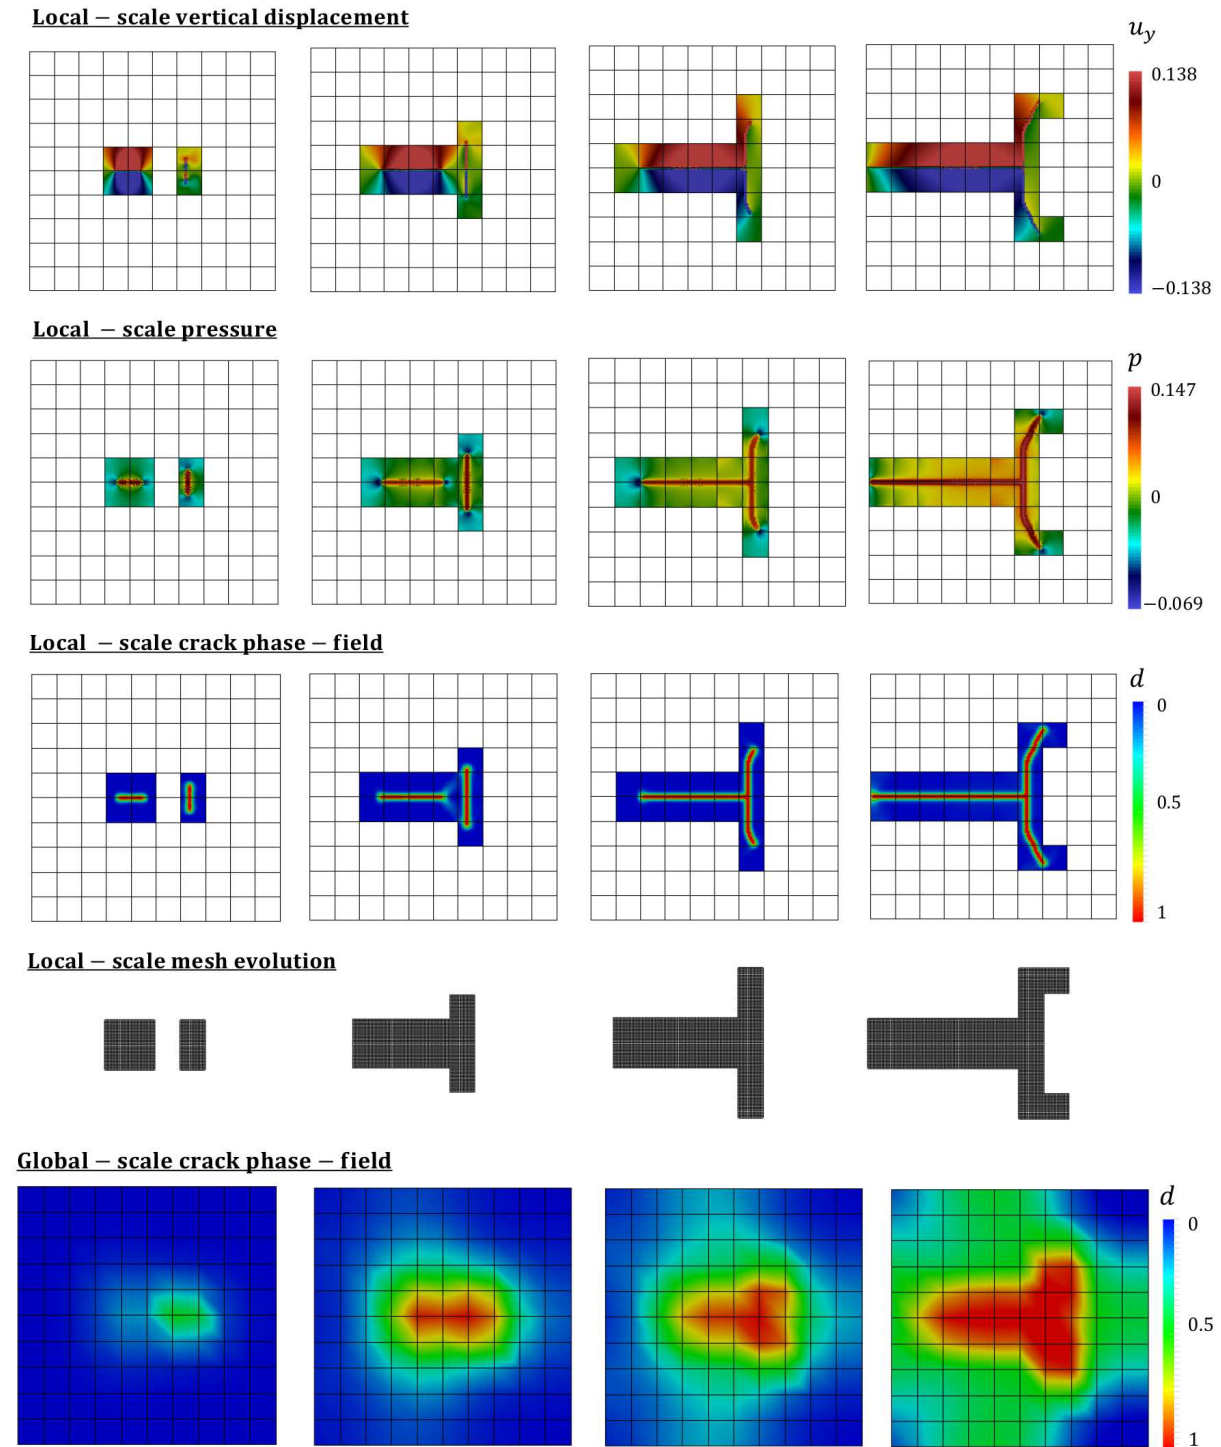 Local – scale vertical displacement
u_y
0.138
0
−0.138
Local – scale pressure
p
0.147
0
−0.069
Local – scale crack phase – field
d
0
0.5
1
Local – scale mesh evolution
Global – scale crack phase – field
d
0
0.5
1